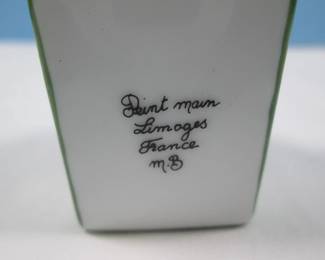 Peint main
Limoges
France
M.B